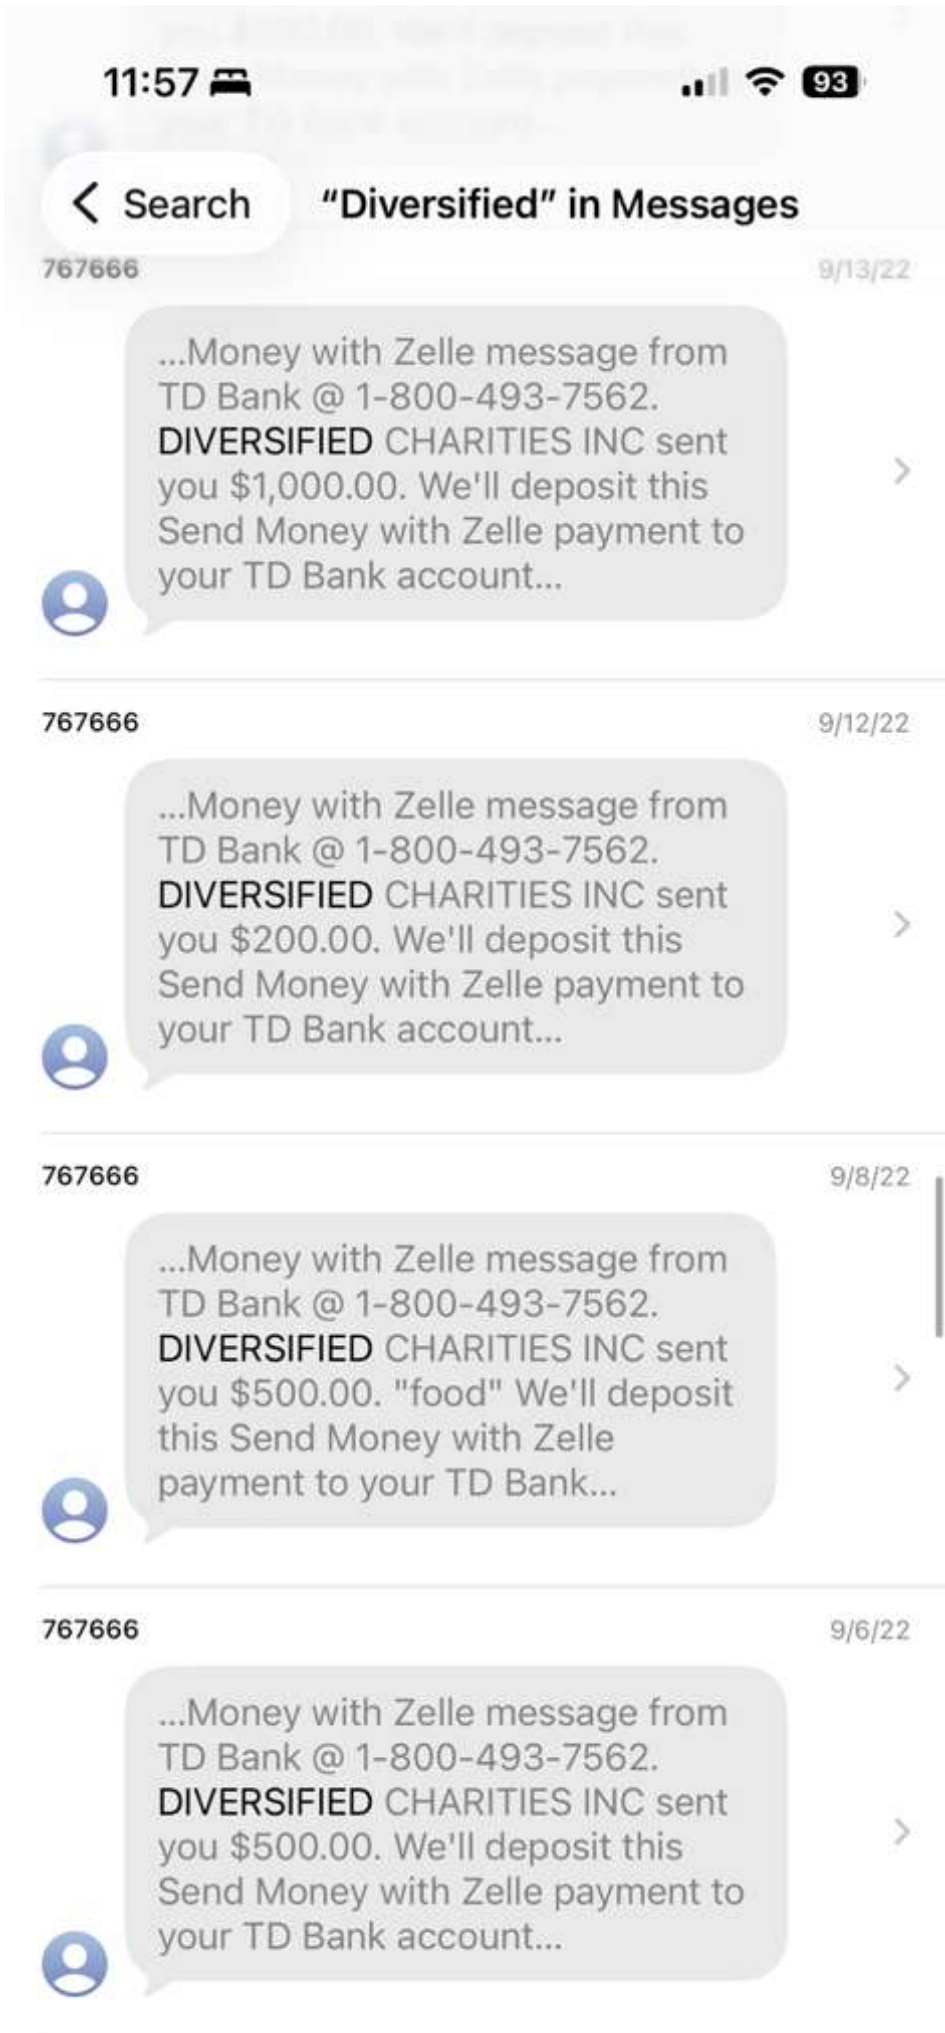 11:57
93
Search
“Diversified” in Messages
767666
9/13/22
...Money with Zelle message from
TD Bank @ 1-800-493-7562.
DIVERSIFIED CHARITIES INC sent
you $1,000.00. We'll deposit this
Send Money with Zelle payment to
your TD Bank account...
767666
9/12/22
...Money with Zelle message from
TD Bank @ 1-800-493-7562.
DIVERSIFIED CHARITIES INC sent
you $200.00. We'll deposit this
Send Money with Zelle payment to
your TD Bank account...
767666
9/8/22
...Money with Zelle message from
TD Bank @ 1-800-493-7562.
DIVERSIFIED CHARITIES INC sent
you $500.00. "food" We'll deposit
this Send Money with Zelle
payment to your TD Bank...
767666
9/6/22
...Money with Zelle message from
TD Bank @ 1-800-493-7562.
DIVERSIFIED CHARITIES INC sent
you $500.00. We'll deposit this
Send Money with Zelle payment to
your TD Bank account...